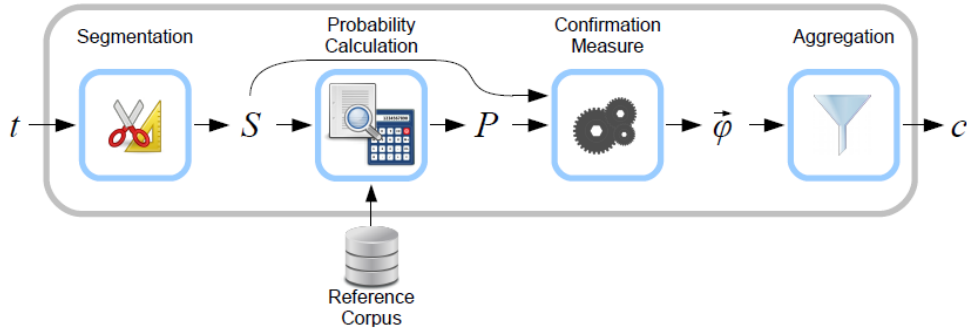 Segmentation
Probability
Calculation
Confirmation
Measure
Aggregation
t
S
P
φ⃗
c
Reference
Corpus